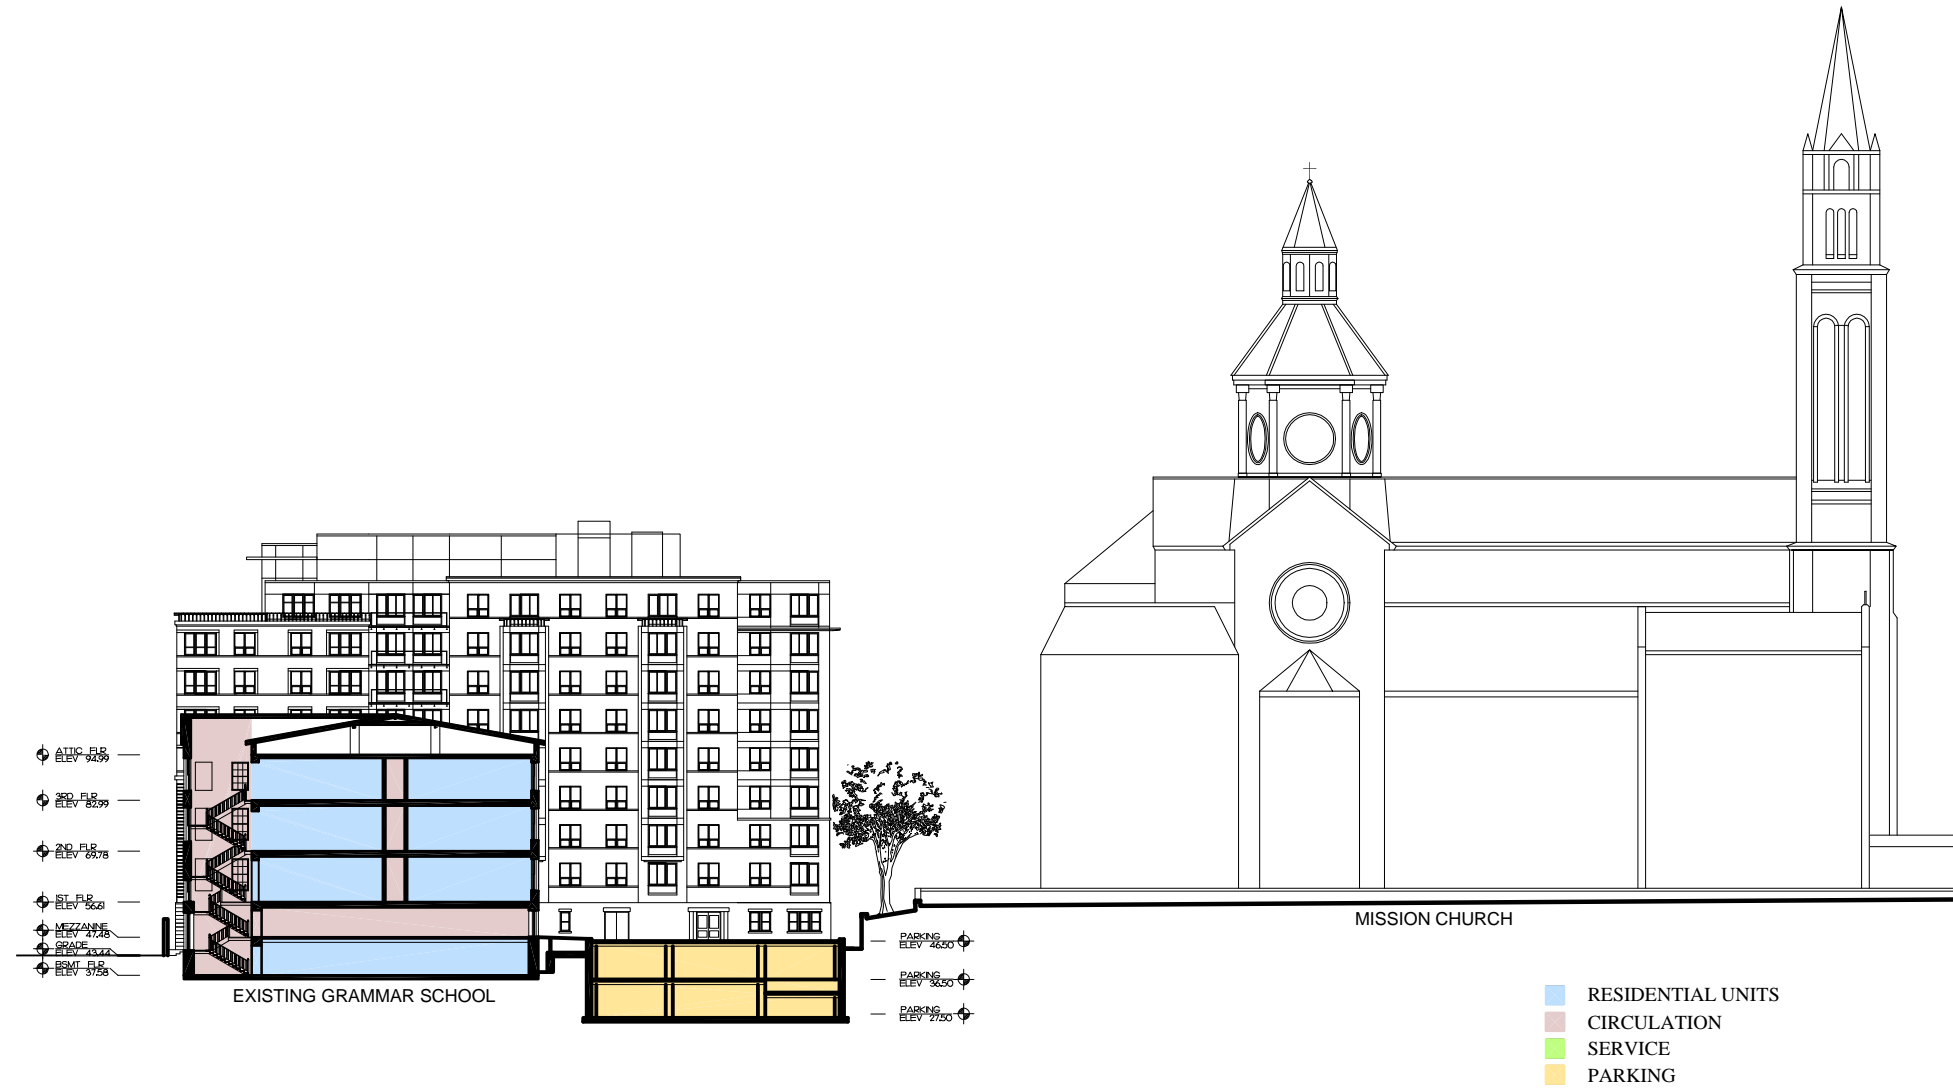 ATTIC FLR
ELEV 94.99
3RD FLR
ELEV 82.99
2ND FLR
ELEV 69.78
1ST FLR
ELEV 56.61
MEZZANINE
ELEV 47.48
GRADE
ELEV 43.44
BSMT FLR
ELEV 37.58
EXISTING GRAMMAR SCHOOL
PARKING
ELEV 46.50
PARKING
ELEV 36.50
PARKING
ELEV 27.50
MISSION CHURCH
RESIDENTIAL UNITS
CIRCULATION
SERVICE
PARKING